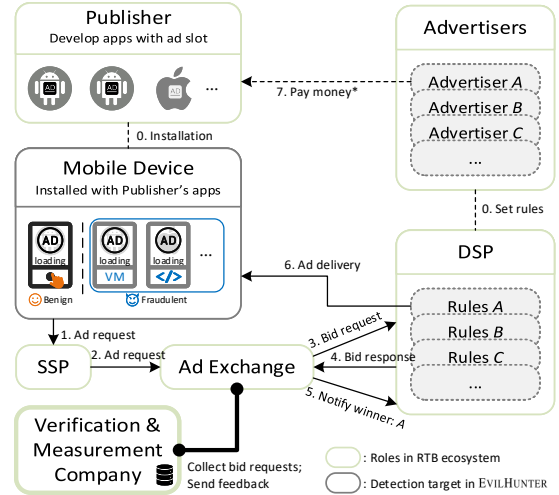 Publisher
Develop apps with ad slot
AD
AD
AD
...
Advertisers
Advertiser A
Advertiser B
Advertiser C
...
7. Pay money*
0. Installation
0. Set rules
Mobile Device
Installed with Publisher's apps
AD
loading
AD
loading
VM
AD
loading
</>
...
Benign
Fraudulent
6. Ad delivery
DSP
Rules A
Rules B
Rules C
...
1. Ad request
SSP
2. Ad request
Ad Exchange
3. Bid request
4. Bid response
5. Notify winner: A
Verification &
Measurement
Company
Collect bid requests;
Send feedback
: Roles in RTB ecosystem
: Detection target in EVILHUNTER